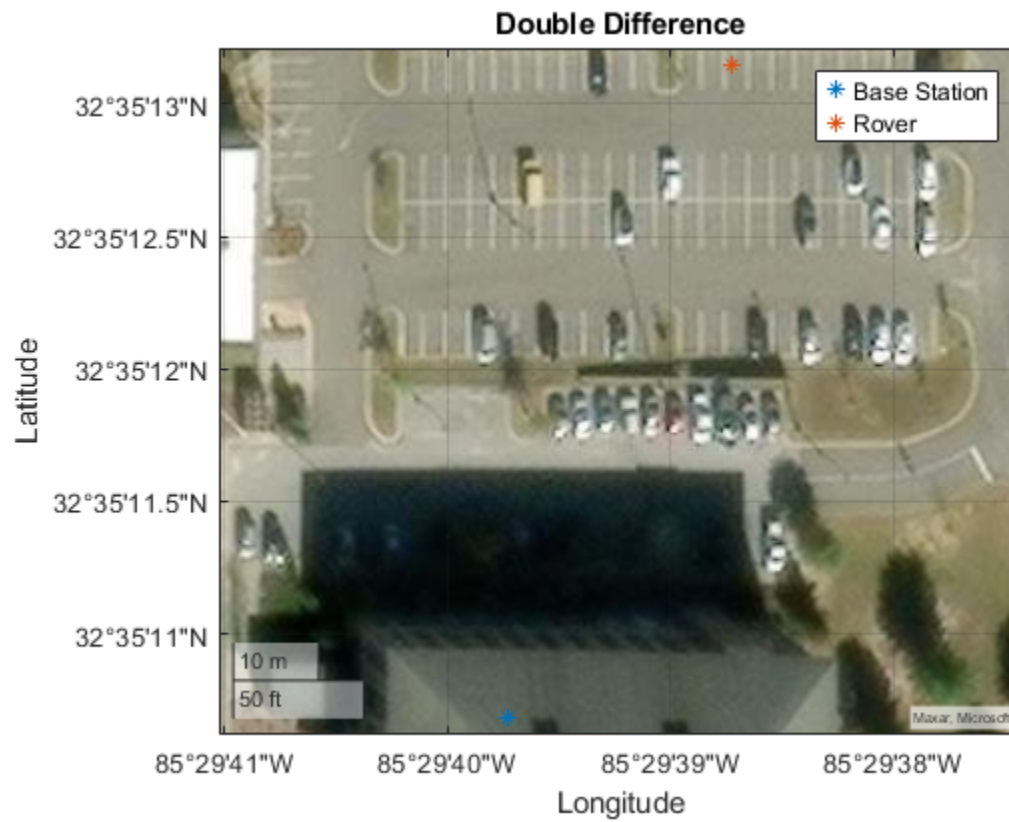 Double Difference
Base Station
Rover
32°35'13"N
32°35'12.5"N
32°35'12"N
32°35'11.5"N
32°35'11"N
Latitude
10 m
50 ft
Maxar, Microsoft
85°29'41"W
85°29'40"W
85°29'39"W
85°29'38"W
Longitude